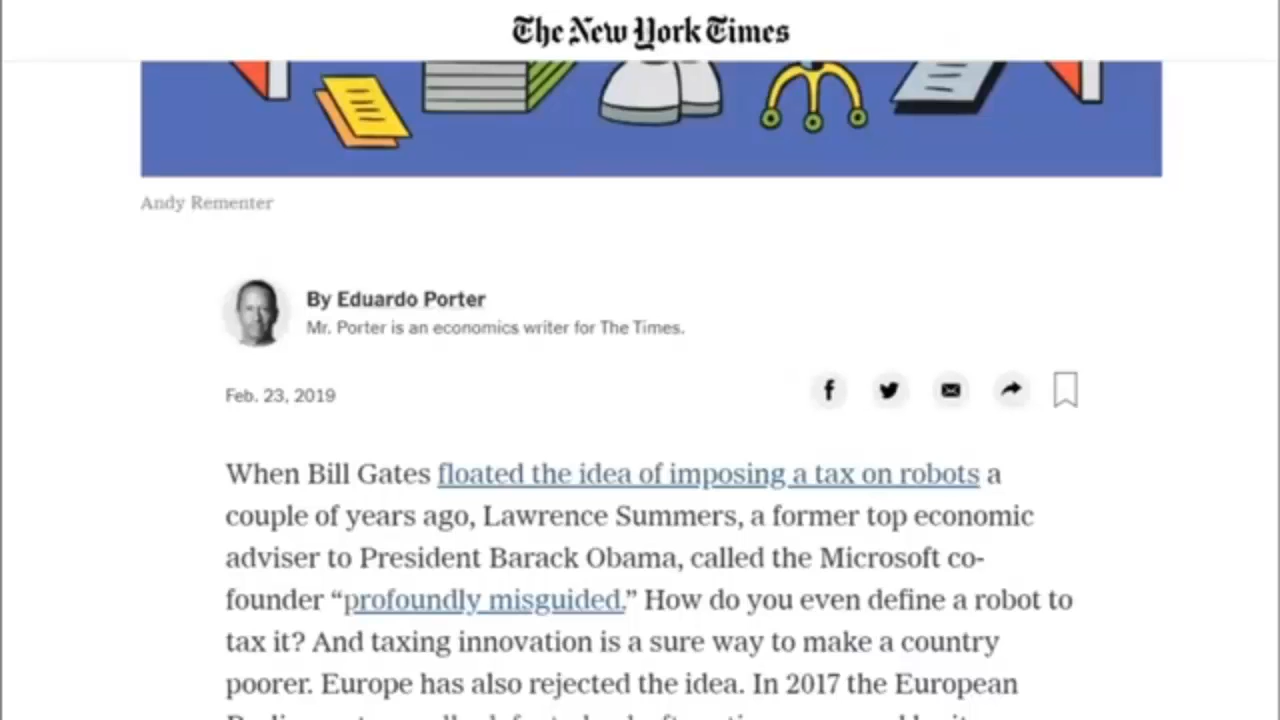 The New York Times
Andy Rementer
By Eduardo Porter
Mr. Porter is an economics writer for The Times.
Feb. 23, 2019
When Bill Gates floated the idea of imposing a tax on robots a
couple of years ago, Lawrence Summers, a former top economic
adviser to President Barack Obama, called the Microsoft co-
founder “profoundly misguided.” How do you even define a robot to
tax it? And taxing innovation is a sure way to make a country
poorer. Europe has also rejected the idea. In 2017 the European